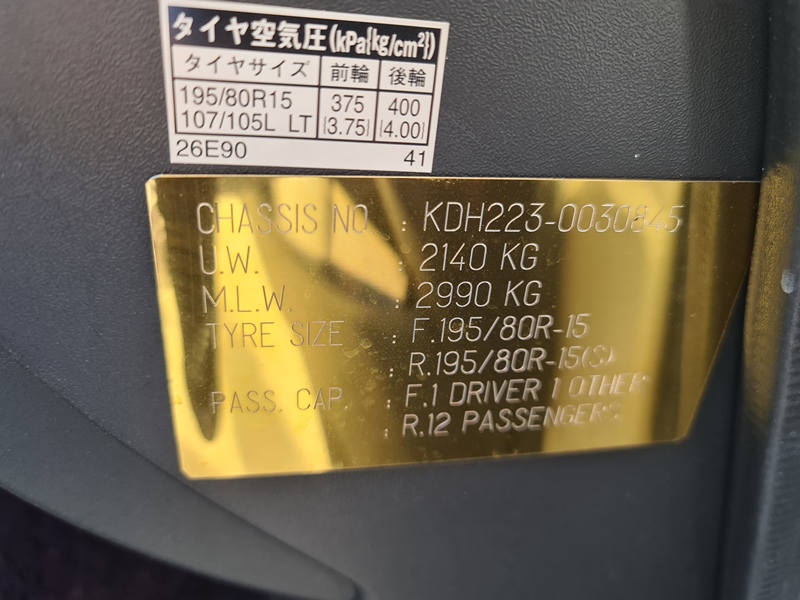 タイヤ空気圧(kPa{kg/cm²})
タイヤサイズ 前輪 後輪
195/80R15 375 400
107/105L LT {3.75} {4.00}
26E90 41
CHASSIS NO. : KDH223-0030845
U.W. : 2140 KG
M.L.W. : 2990 KG
TYRE SIZE : F.195/80R-15
: R.195/80R-15(S)
PASS. CAP. : F.1 DRIVER 1 OTHER
: R.12 PASSENGERS